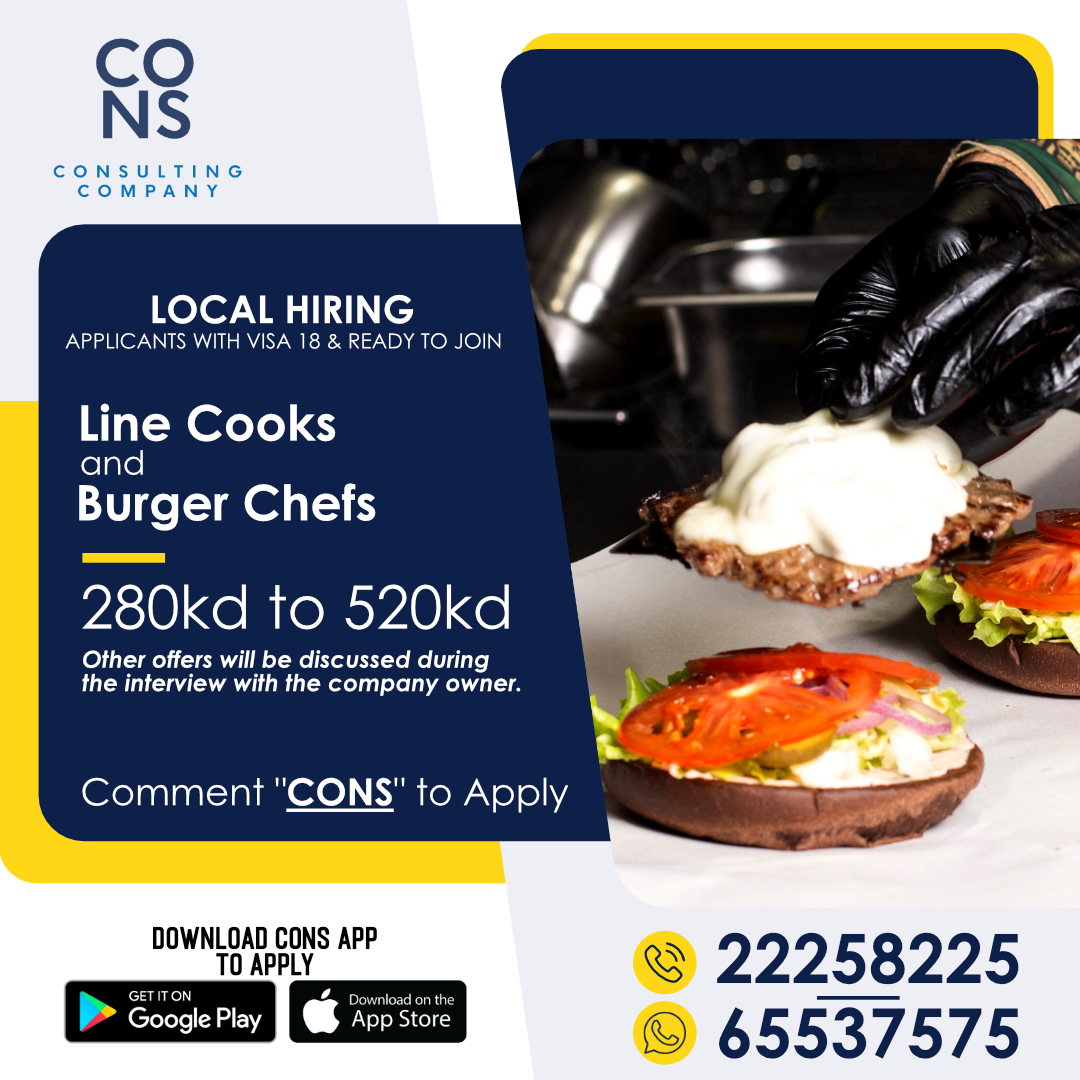 CO
NS
CONSULTING
COMPANY
LOCAL HIRING
APPLICANTS WITH VISA 18 & READY TO JOIN
Line Cooks
and
Burger Chefs
280kd to 520kd
Other offers will be discussed during
the interview with the company owner.
Comment "CONS" to Apply
DOWNLOAD CONS APP
TO APPLY
GET IT ON
Google Play
Download on the
App Store
22258225
65537575